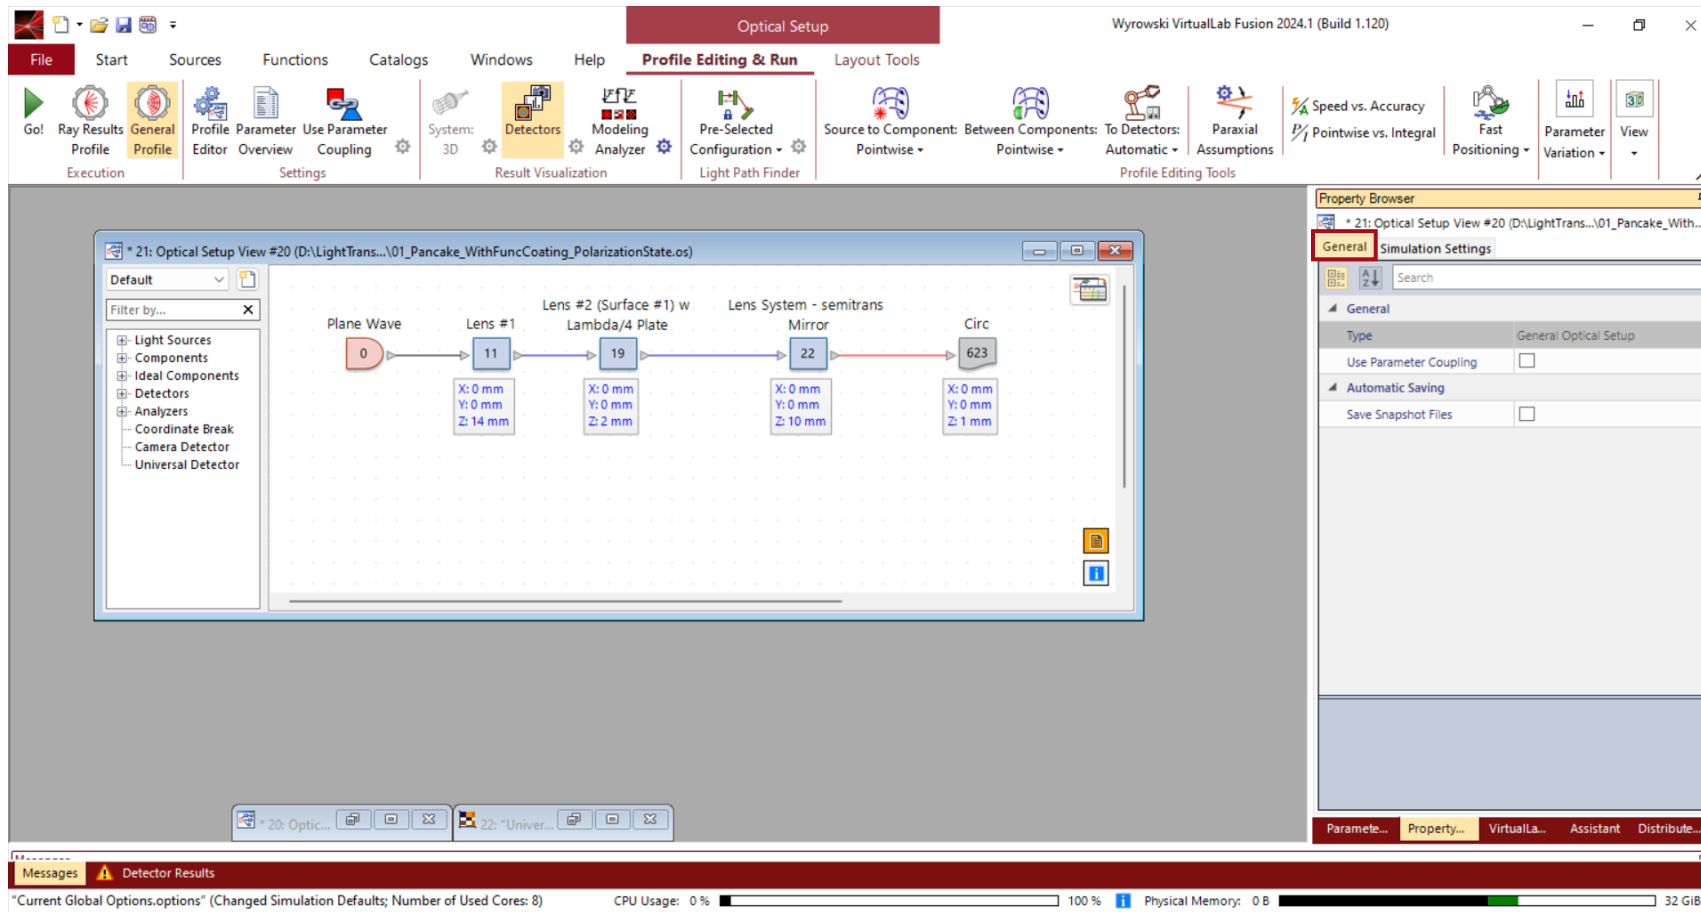 Optical Setup
Wyrowski VirtualLab Fusion 2024.1 (Build 1.120)
File Start Sources Functions Catalogs Windows Help Profile Editing & Run Layout Tools
Go!
Ray Results Profile
General Profile
Profile Editor
Parameter Overview
Use Parameter Coupling
System: 3D
Detectors
Modeling Analyzer
Pre-Selected Configuration
Source to Component: Pointwise
Between Components: Pointwise
To Detectors: Automatic
Paraxial Assumptions
Speed vs. Accuracy
Pointwise vs. Integral
Fast Positioning
Parameter Variation
View
Execution Settings Result Visualization Light Path Finder Profile Editing Tools
* 21: Optical Setup View #20 (D:\LightTrans...\01_Pancake_WithFuncCoating_PolarizationState.os)
Default
Filter by...
Light Sources
Components
Ideal Components
Detectors
Analyzers
Coordinate Break
Camera Detector
Universal Detector
Plane Wave
0
Lens #1
11
X: 0 mm
Y: 0 mm
Z: 14 mm
Lens #2 (Surface #1) w
Lambda/4 Plate
19
X: 0 mm
Y: 0 mm
Z: 2 mm
Lens System - semitrans
Mirror
22
X: 0 mm
Y: 0 mm
Z: 10 mm
Circ
623
X: 0 mm
Y: 0 mm
Z: 1 mm
Property Browser
* 21: Optical Setup View #20 (D:\LightTrans...\01_Pancake_With...
General Simulation Settings
Search
General
Type General Optical Setup
Use Parameter Coupling
Automatic Saving
Save Snapshot Files
* 20: Optic...
22: "Univer...
Paramete... Property... VirtualLa... Assistant Distribute...
Messages
Messages Detector Results
"Current Global Options.options" (Changed Simulation Defaults; Number of Used Cores: 8) CPU Usage: 0 % 100 % Physical Memory: 0 B 32 GiB